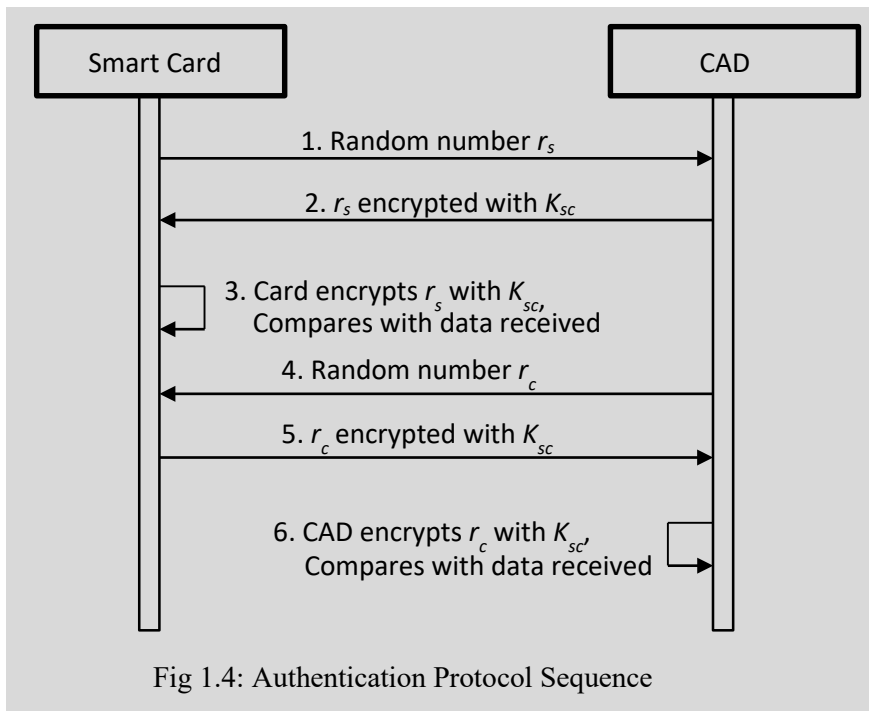 Smart Card
CAD
1. Random number rs
2. rs encrypted with Ksc
3. Card encrypts rs with Ksc,
Compares with data received
4. Random number rc
5. rc encrypted with Ksc
6. CAD encrypts rc with Ksc,
Compares with data received
Fig 1.4: Authentication Protocol Sequence